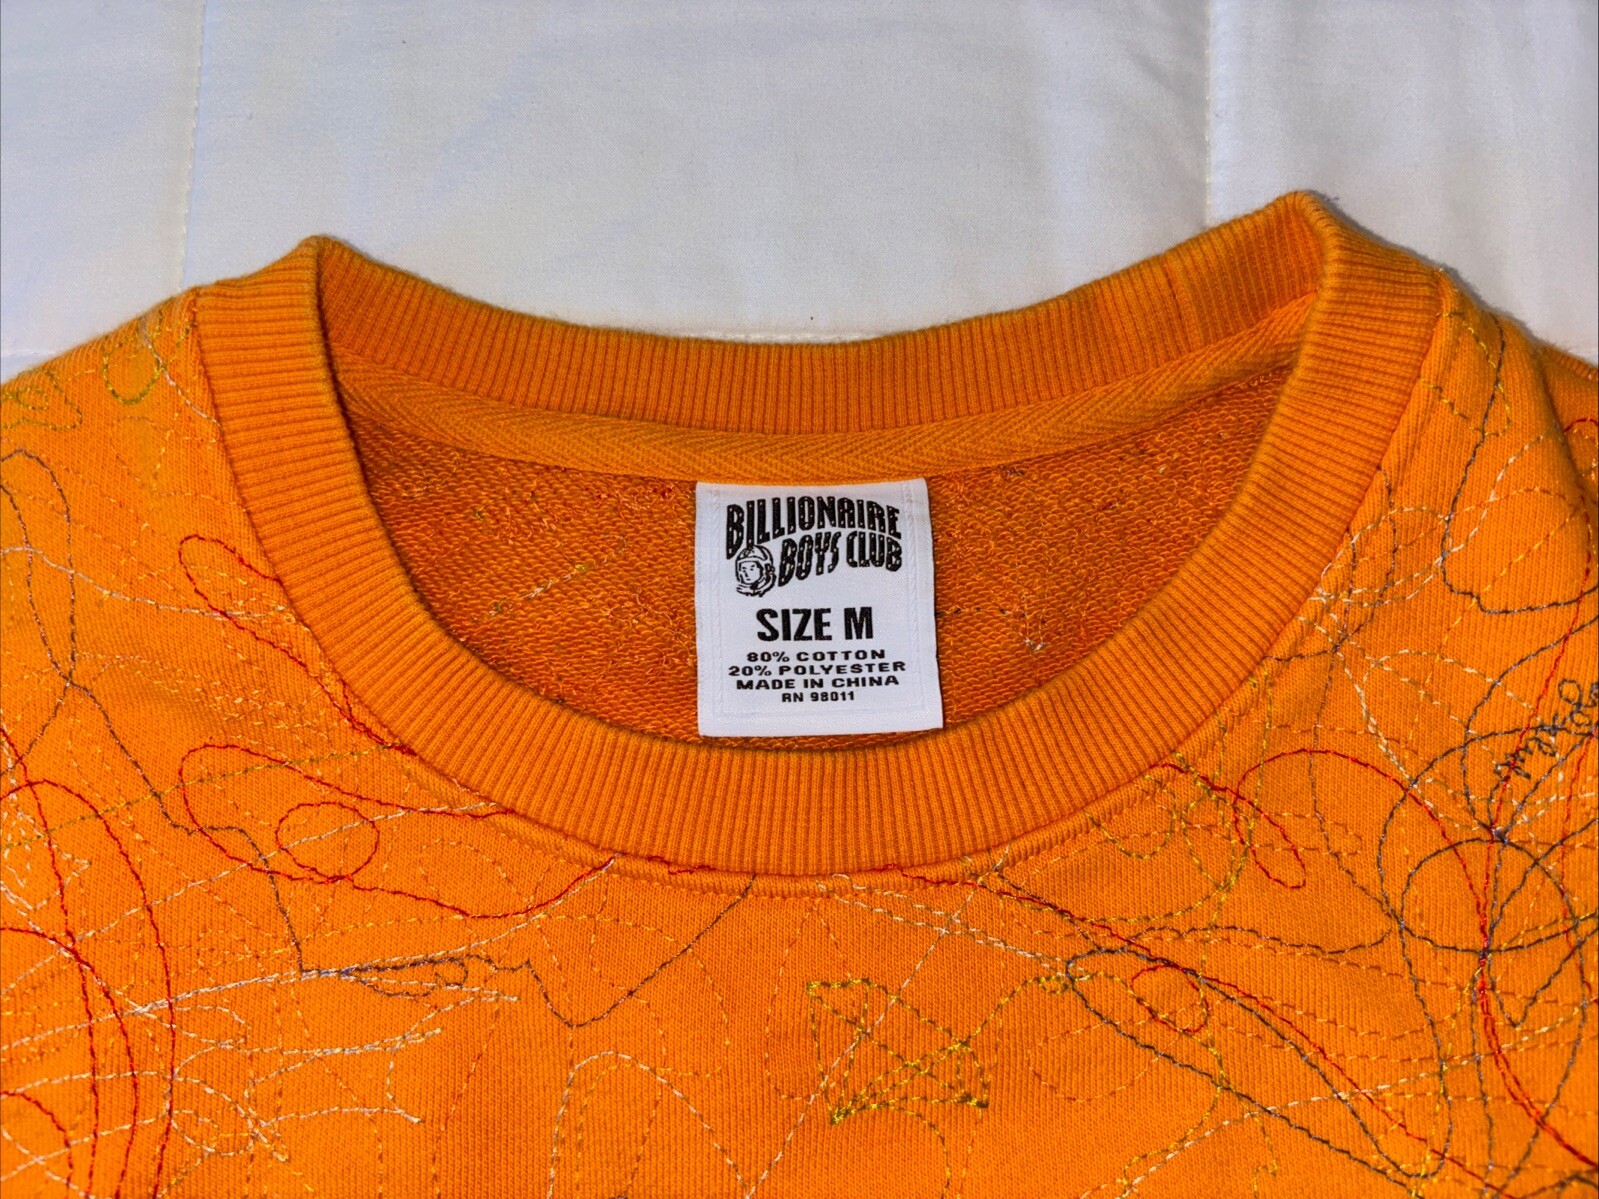 BILLIONAIRE
BOYS CLUB
SIZE M
80% COTTON
20% POLYESTER
MADE IN CHINA
RN 98011